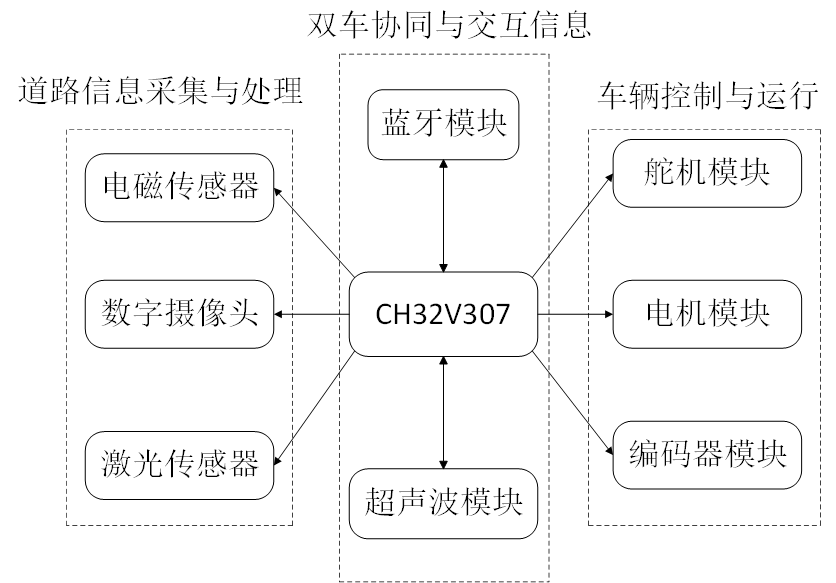 双车协同与交互信息
道路信息采集与处理
车辆控制与运行
蓝牙模块
电磁传感器
舵机模块
数字摄像头
CH32V307
电机模块
激光传感器
编码器模块
超声波模块